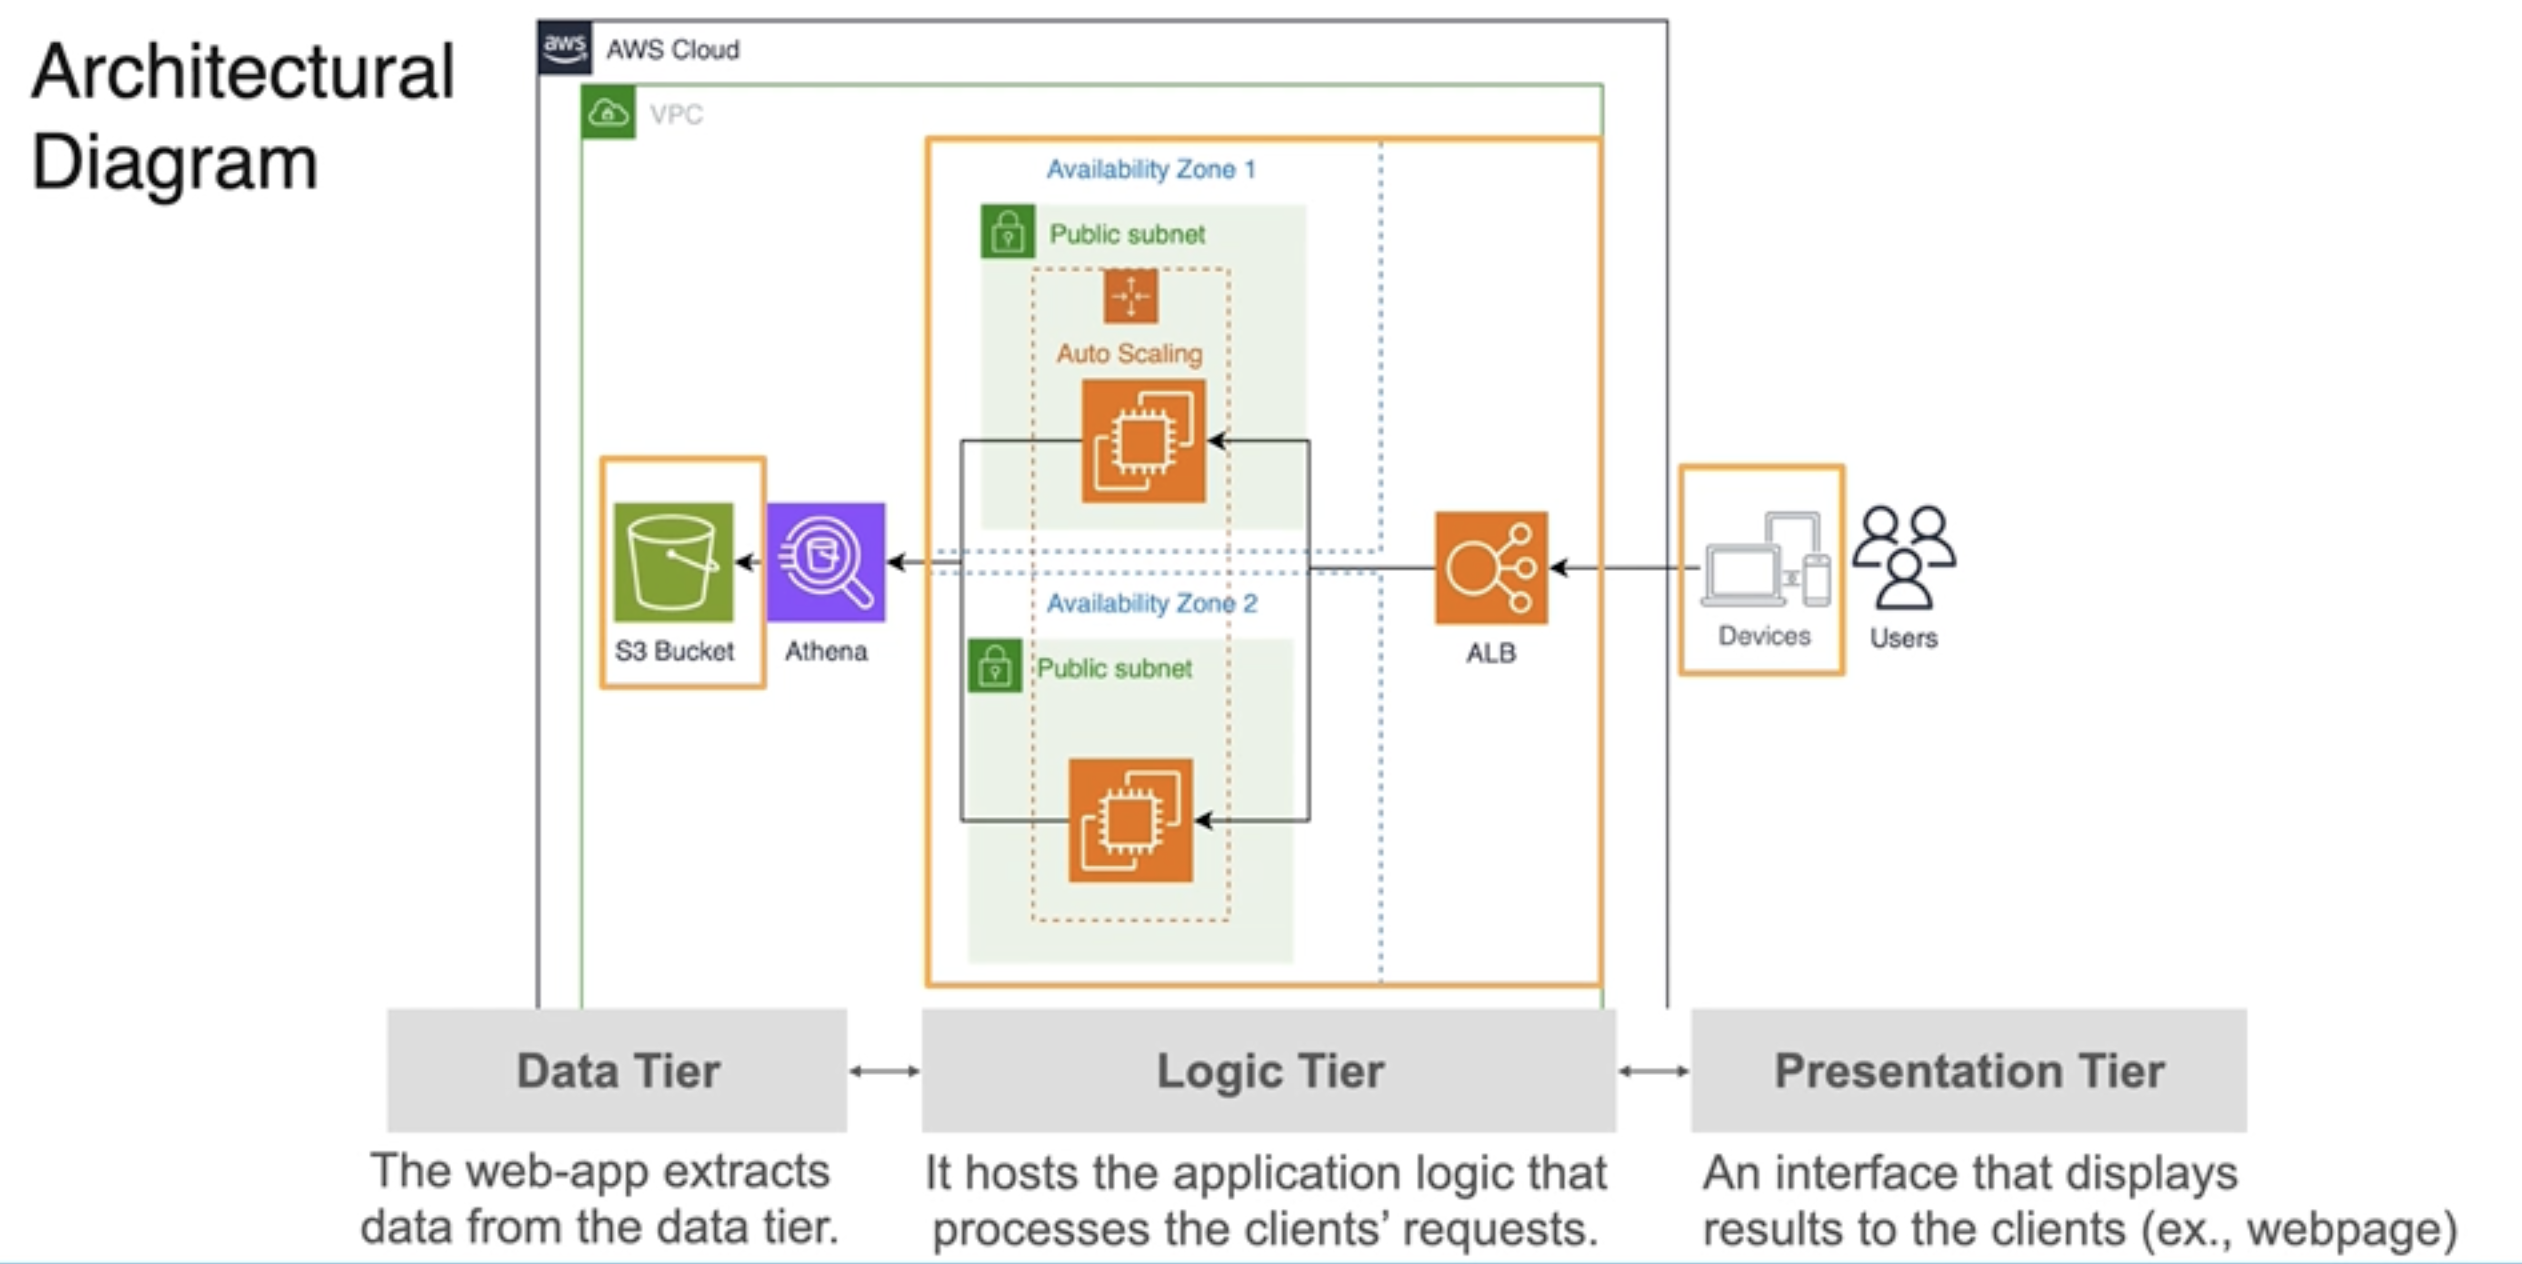 Architectural
Diagram
aws
AWS Cloud
VPC
Availability Zone 1
Public subnet
Auto Scaling
S3 Bucket
Athena
Availability Zone 2
Public subnet
ALB
Devices
Users
Data Tier
Logic Tier
Presentation Tier
The web-app extracts
data from the data tier.
It hosts the application logic that
processes the clients’ requests.
An interface that displays
results to the clients (ex., webpage)